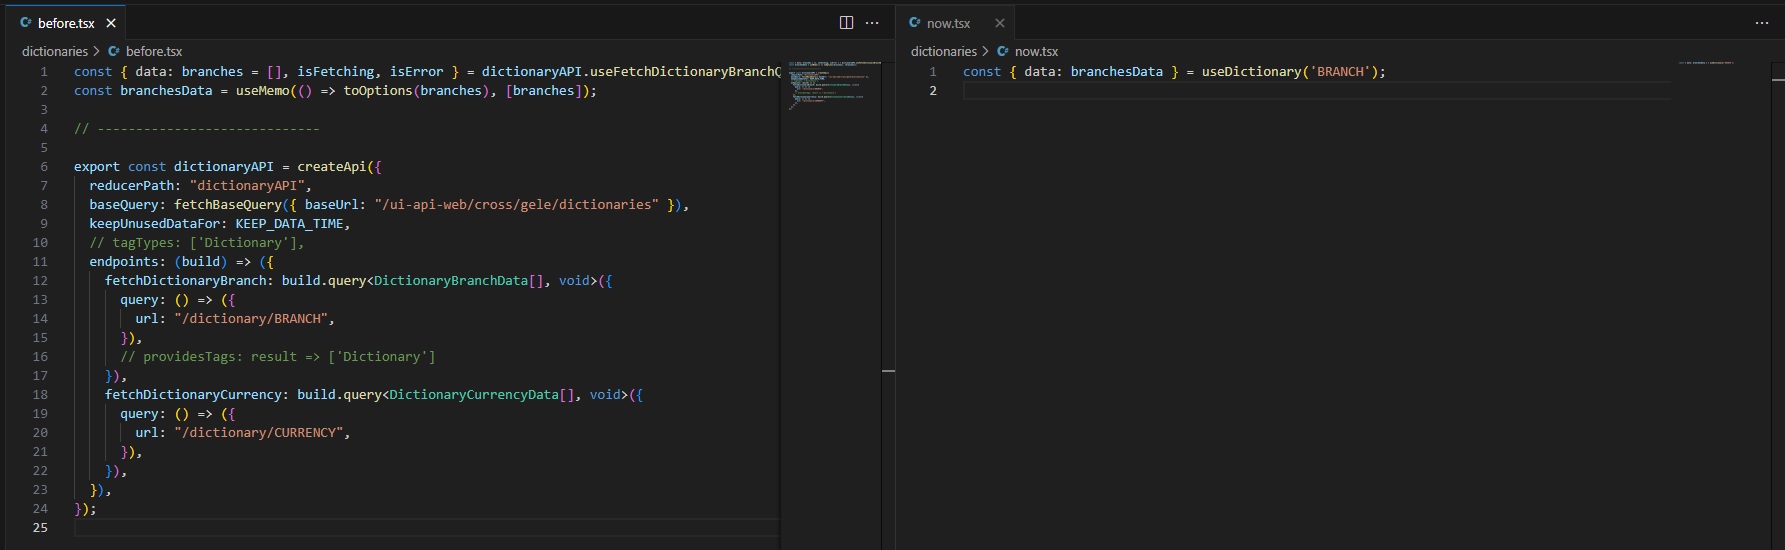 before.tsx
dictionaries > before.tsx
1 const { data: branches = [], isFetching, isError } = dictionaryAPI.useFetchDictionaryBranchQ
2 const branchesData = useMemo(() => toOptions(branches), [branches]);
3
4 // -----------------------------
5
6 export const dictionaryAPI = createApi({
7 reducerPath: "dictionaryAPI",
8 baseQuery: fetchBaseQuery({ baseUrl: "/ui-api-web/cross/gele/dictionaries" }),
9 keepUnusedDataFor: KEEP_DATA_TIME,
10 // tagTypes: ['Dictionary'],
11 endpoints: (build) => ({
12 fetchDictionaryBranch: build.query<DictionaryBranchData[], void>({
13 query: () => ({
14 url: "/dictionary/BRANCH",
15 }),
16 // providesTags: result => ['Dictionary']
17 }),
18 fetchDictionaryCurrency: build.query<DictionaryCurrencyData[], void>({
19 query: () => ({
20 url: "/dictionary/CURRENCY",
21 }),
22 }),
23 }),
24 });
25
now.tsx
dictionaries > now.tsx
1 const { data: branchesData } = useDictionary('BRANCH');
2